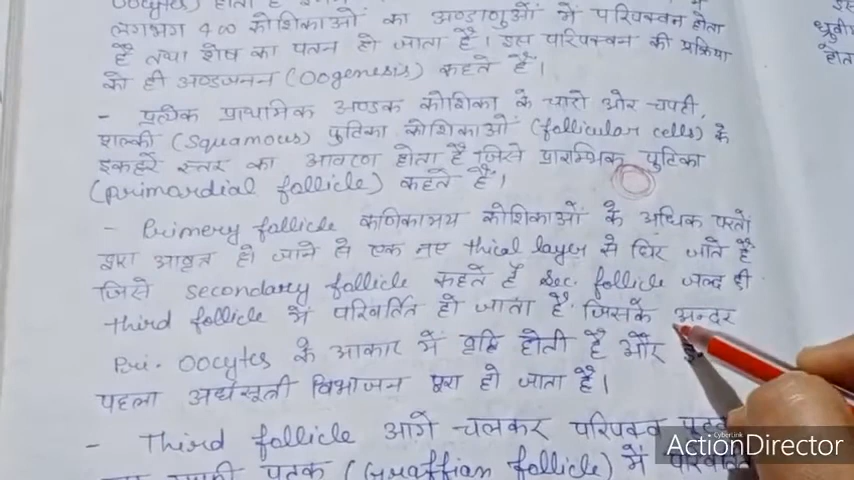 oocytes) होता है
लगभग 400 कोशिकाओं का अण्डाणुओं में परिपक्वन होता
है तथा शेष का पतन हो जाता है। इस परिपक्वन की प्रक्रिया
को ही अण्डजनन (Oogenesis) कहते हैं।
- प्रत्येक प्राथमिक अण्डक कोशिका के चारो ओर चपटी,
शल्की (squamous) पुटिका कोशिकाओं (follicular cells) के
इकहरे स्तर का आवरण होता है जिसे प्रारम्भिक पुटिका
(primordial follicle) कहते हैं।
- Primery follicle कणिकामय कोशिकाओं के अधिक परतो
द्वारा आवृत हो जाने से एक नए thical layer से घिर जाते है
जिसे secondary follicle कहते हैं Sec. follicle जल्द ही
third follicle में परिवर्तित हो जाता है जिसके अन्दर
Pri. oocytes के आकार में वृद्धि होती है और
पहला अर्धसूत्री विभाजन पूरा हो जाता है।
- Third follicle आगे चलकर परिपक्व
(Graffian follicle) में
ध्रुवी
होता
CyberLink
ActionDirector